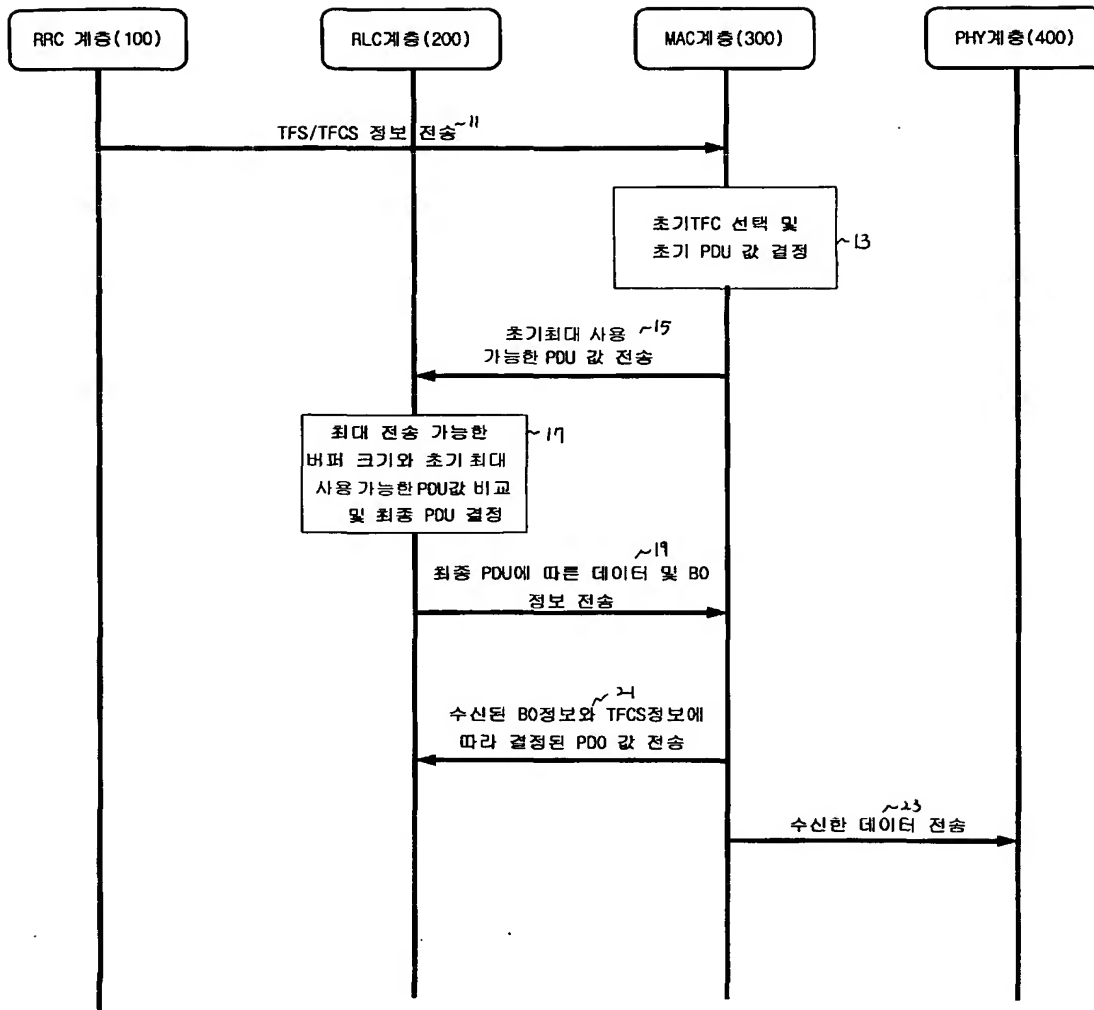 RRC 계층(100)
RLC계층(200)
MAC계층(300)
PHY계층(400)
TFS/TFCS 정보 전송 ~11
초기TFC 선택 및
초기 PDU 값 결정
~13
초기최대 사용 ~15
가능한 PDU 값 전송
최대 전송 가능한
버퍼 크기와 초기 최대
사용 가능한 PDU값 비교
및 최종 PDU 결정
~17
~19
최종 PDU에 따른 데이터 및 BO
정보 전송
~21
수신된 BO정보와 TFCS정보에
따라 결정된 PDO 값 전송
~23
수신한 데이터 전송